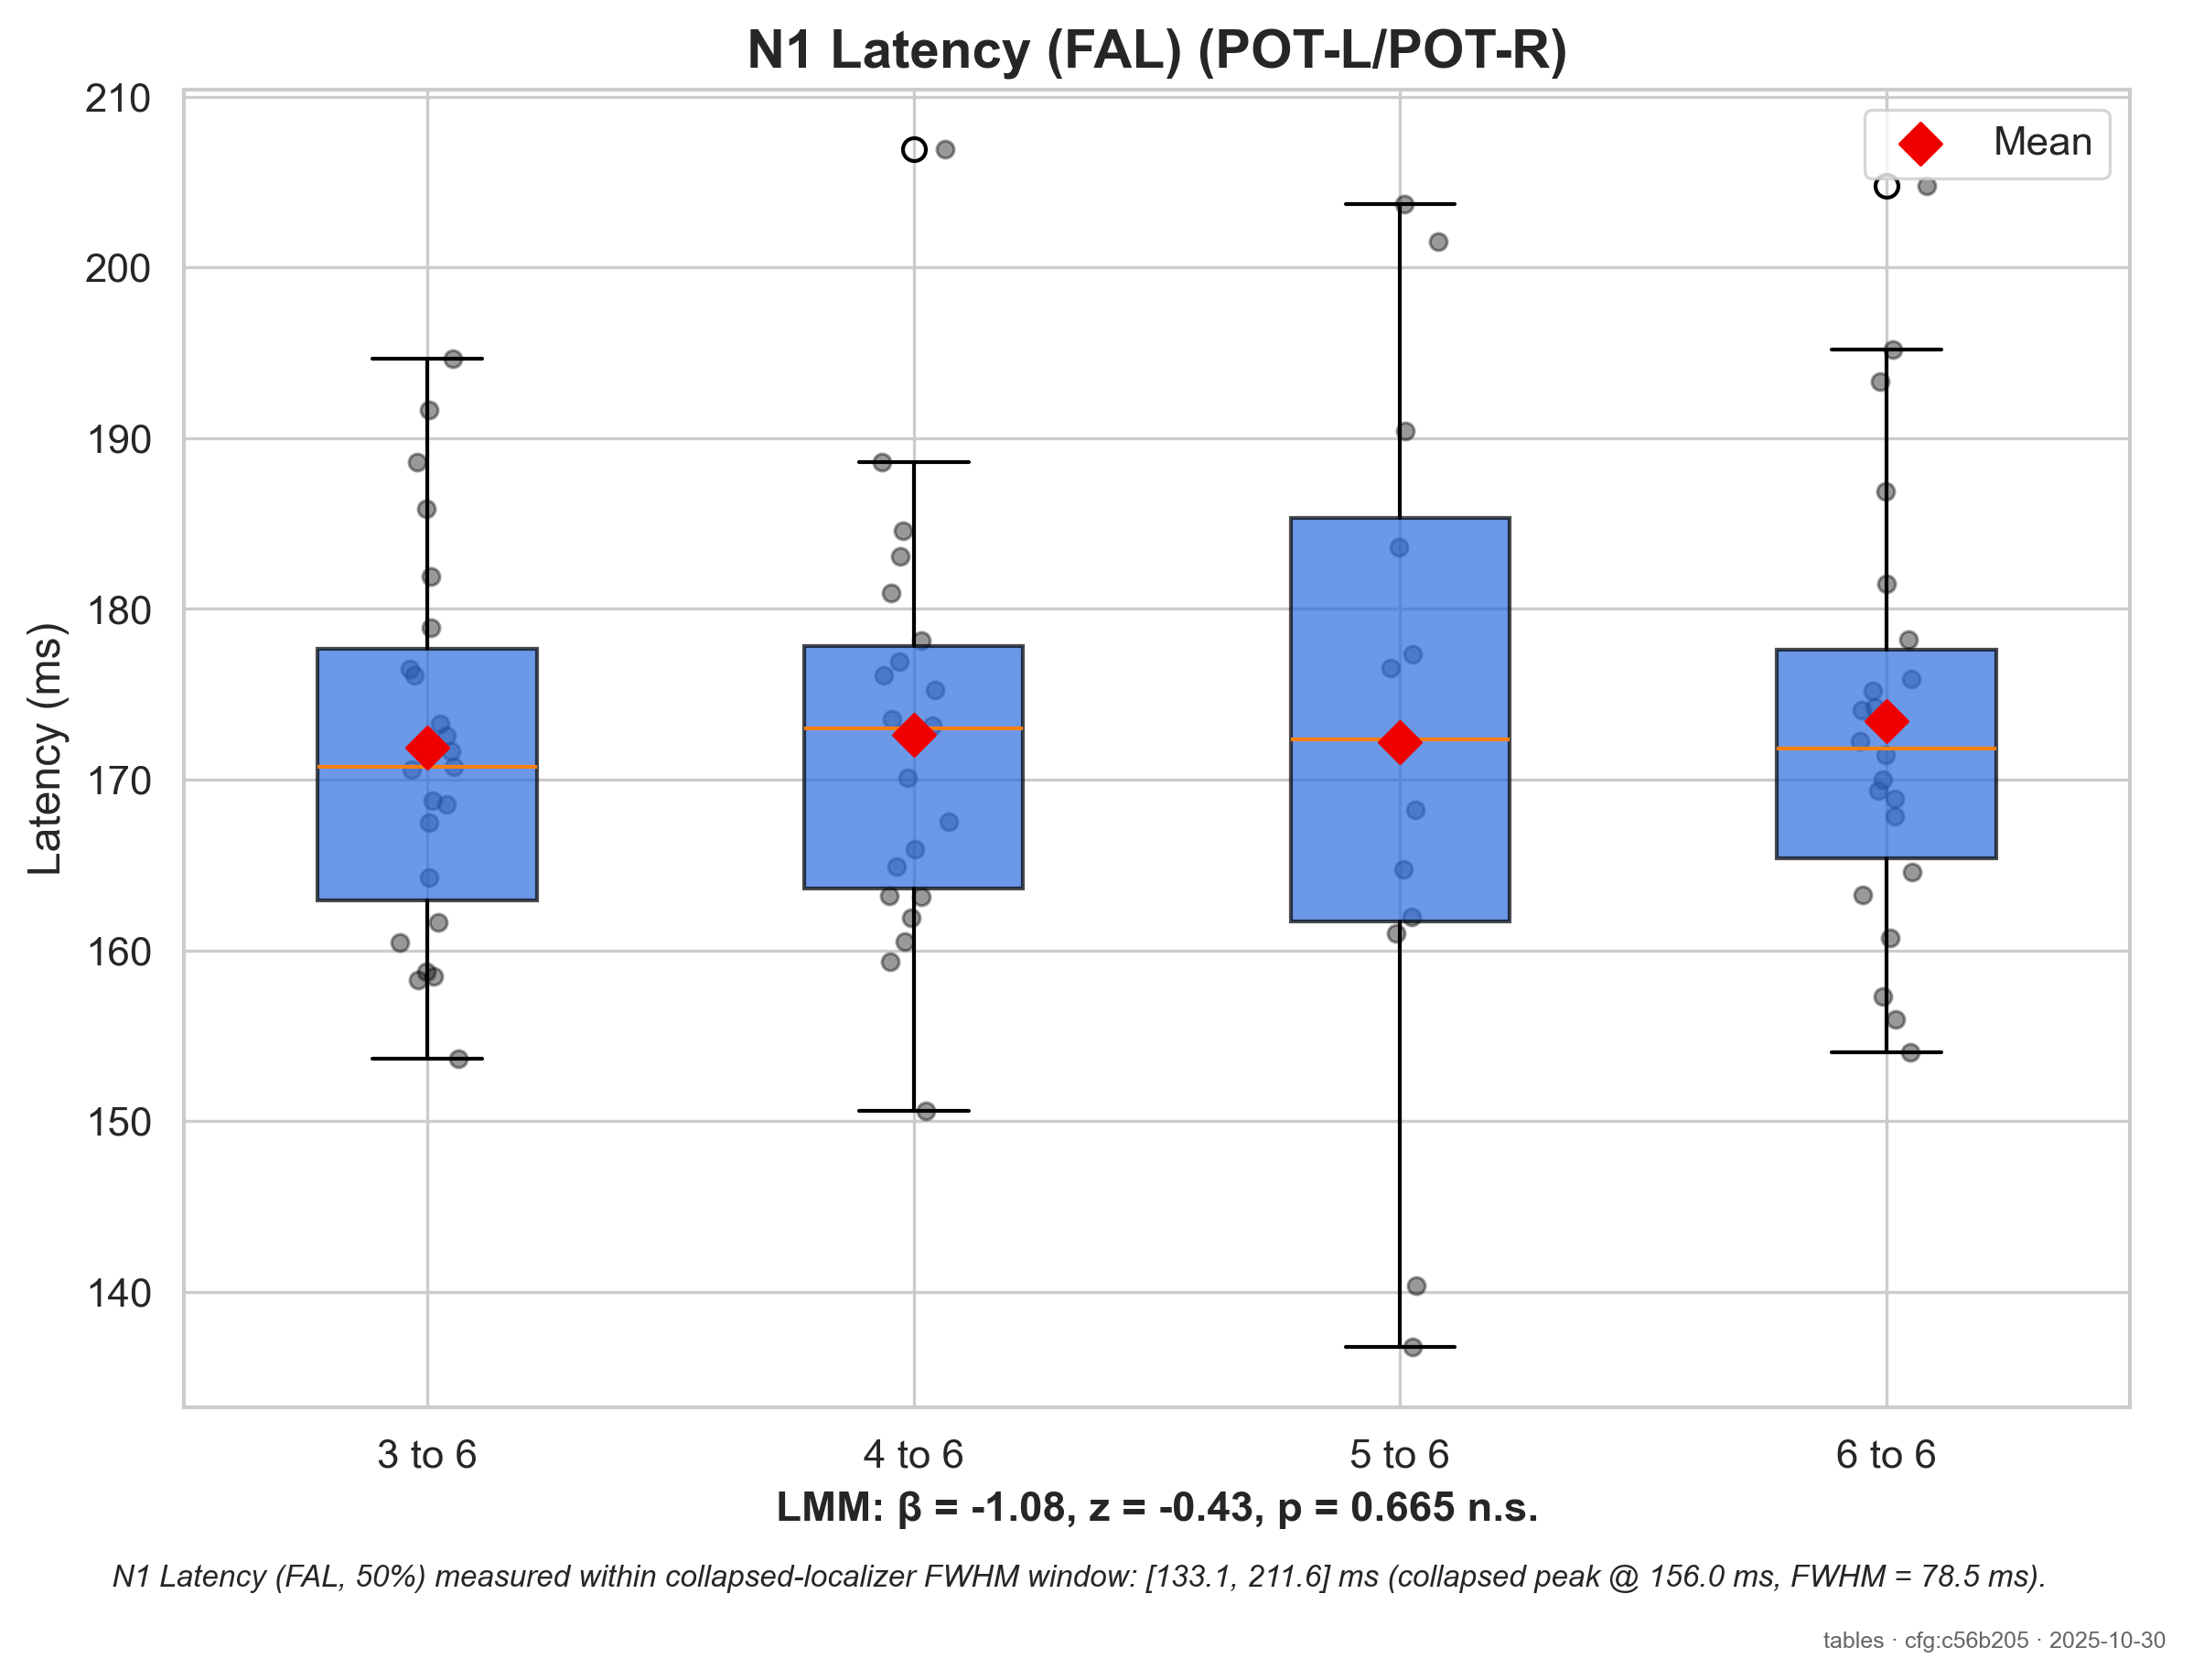 N1 Latency (FAL) (POT-L/POT-R)
Mean
Latency (ms)
210
200
190
180
170
160
150
140
3 to 6
4 to 6
5 to 6
6 to 6
LMM: β = -1.08, z = -0.43, p = 0.665 n.s.
N1 Latency (FAL, 50%) measured within collapsed-localizer FWHM window: [133.1, 211.6] ms (collapsed peak @ 156.0 ms, FWHM = 78.5 ms).
tables · cfg:c56b205 · 2025-10-30